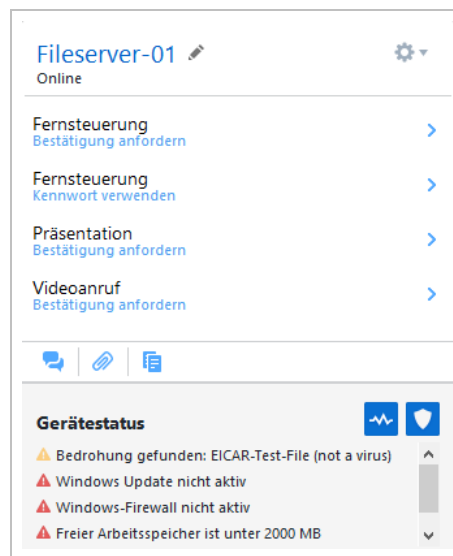 Fileserver-01
Online
Fernsteuerung
Bestätigung anfordern
Fernsteuerung
Kennwort verwenden
Präsentation
Bestätigung anfordern
Videoanruf
Bestätigung anfordern
Gerätestatus
Bedrohung gefunden: EICAR-Test-File (not a virus)
Windows Update nicht aktiv
Windows-Firewall nicht aktiv
Freier Arbeitsspeicher ist unter 2000 MB